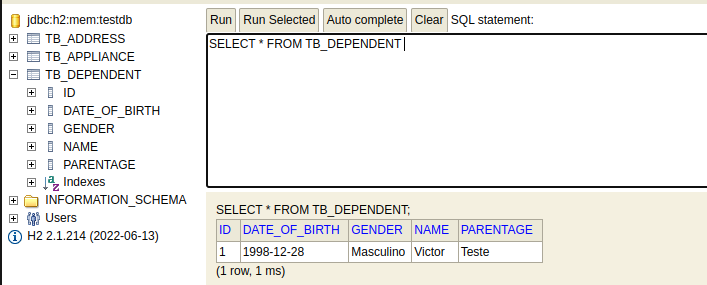 jdbc:h2:mem:testdb
TB_ADDRESS
TB_APPLIANCE
TB_DEPENDENT
ID
DATE_OF_BIRTH
GENDER
NAME
PARENTAGE
Indexes
INFORMATION_SCHEMA
Users
H2 2.1.214 (2022-06-13)
Run Run Selected Auto complete Clear SQL statement:
SELECT * FROM TB_DEPENDENT
SELECT * FROM TB_DEPENDENT;
ID DATE_OF_BIRTH GENDER NAME PARENTAGE
1 1998-12-28 Masculino Victor Teste
(1 row, 1 ms)